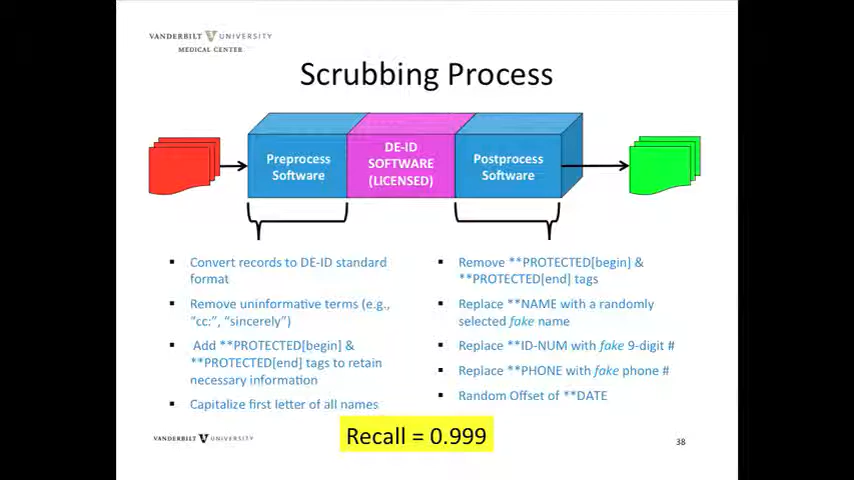 VANDERBILT V UNIVERSITY
MEDICAL CENTER
Scrubbing Process
Preprocess
Software
DE-ID
SOFTWARE
(LICENSED)
Postprocess
Software
▪ Convert records to DE-ID standard
format
▪ Remove uninformative terms (e.g.,
"cc:", "sincerely")
▪ Add **PROTECTED[begin] &
**PROTECTED[end] tags to retain
necessary information
▪ Capitalize first letter of all names
▪ Remove **PROTECTED[begin] &
**PROTECTED[end] tags
▪ Replace **NAME with a randomly
selected fake name
▪ Replace **ID-NUM with fake 9-digit #
▪ Replace **PHONE with fake phone #
▪ Random Offset of **DATE
Recall = 0.999
VANDERBILT V UNIVERSITY
38